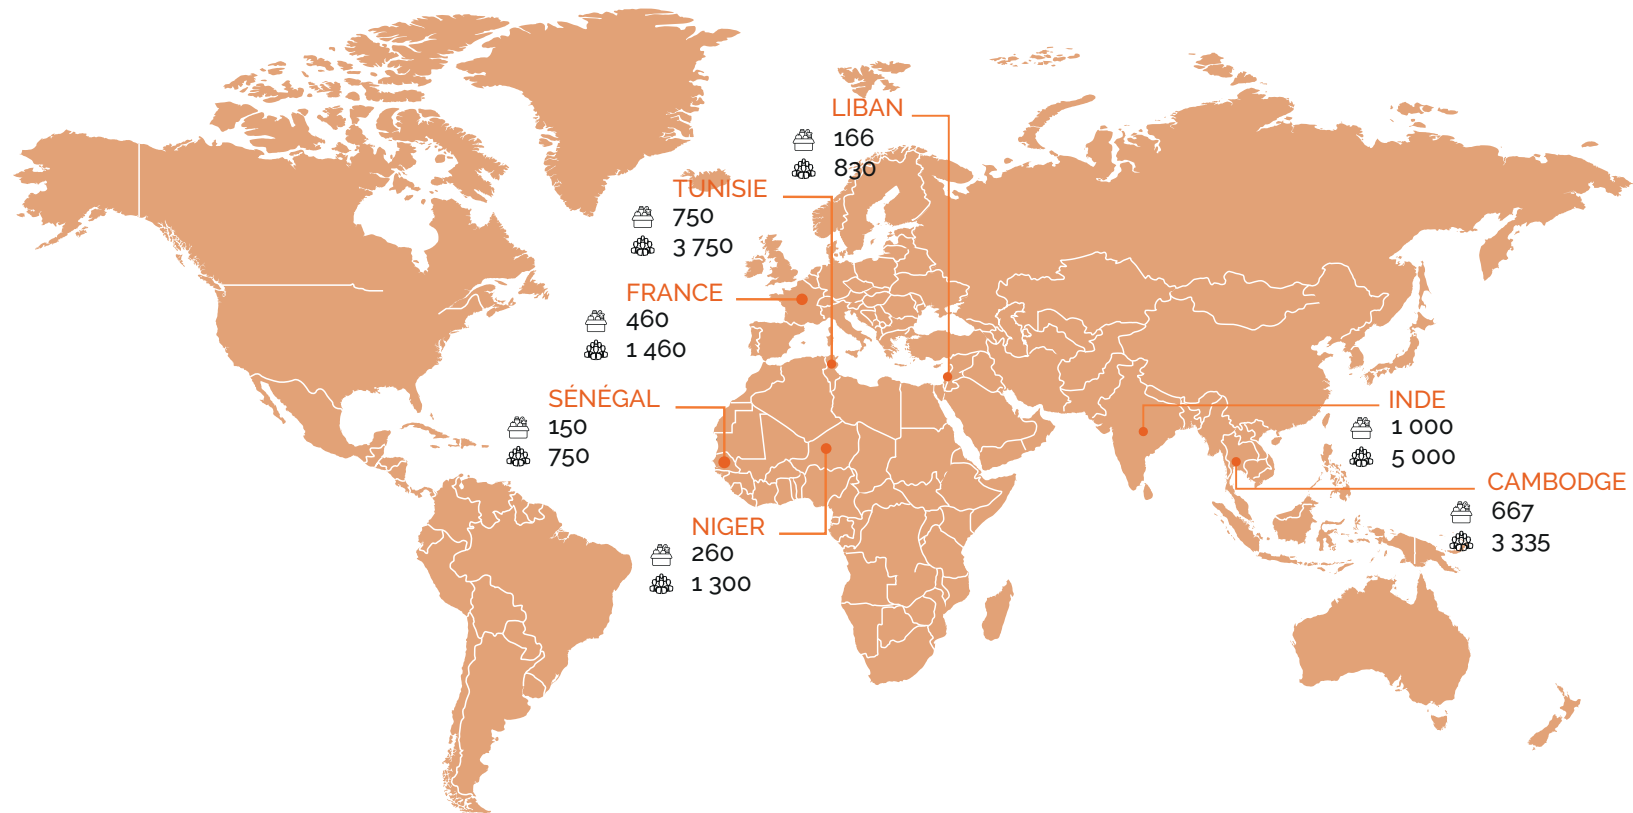 LIBAN
166
830
TUNISIE
750
3 750
FRANCE
460
1 460
SÉNÉGAL
150
750
NIGER
260
1 300
INDE
1 000
5 000
CAMBODGE
667
3 335